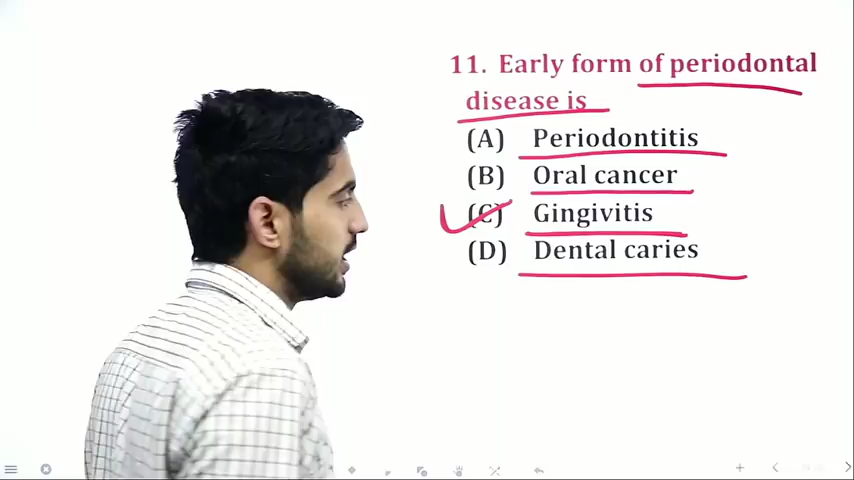 11. Early form of periodontal
disease is
(A) Periodontitis
(B) Oral cancer
(C) Gingivitis
(D) Dental caries